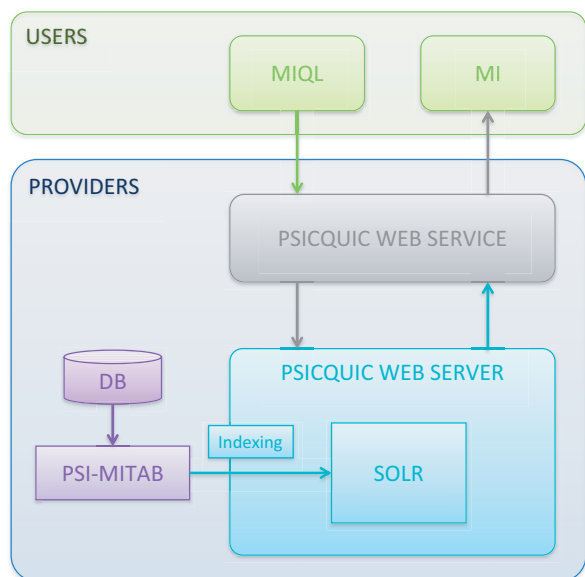 USERS
MIQL
MI
PROVIDERS
PSICQUIC WEB SERVICE
PSICQUIC WEB SERVER
DB
Indexing
PSI-MITAB
SOLR